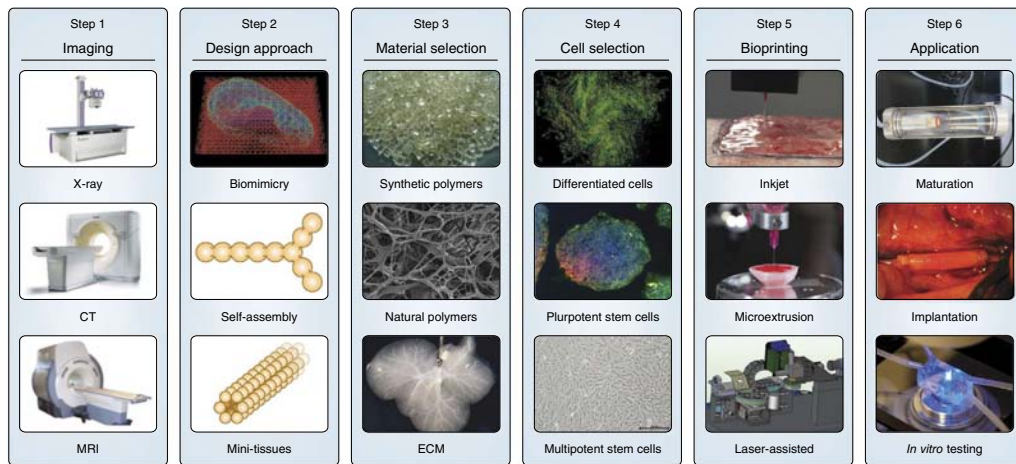 Step 1
Imaging
X-ray
CT
MRI
Step 2
Design approach
Biomimicry
Self-assembly
Mini-tissues
Step 3
Material selection
Synthetic polymers
Natural polymers
ECM
Step 4
Cell selection
Differentiated cells
Plurpotent stem cells
Multipotent stem cells
Step 5
Bioprinting
Inkjet
Microextrusion
Laser-assisted
Step 6
Application
Maturation
Implantation
In vitro testing